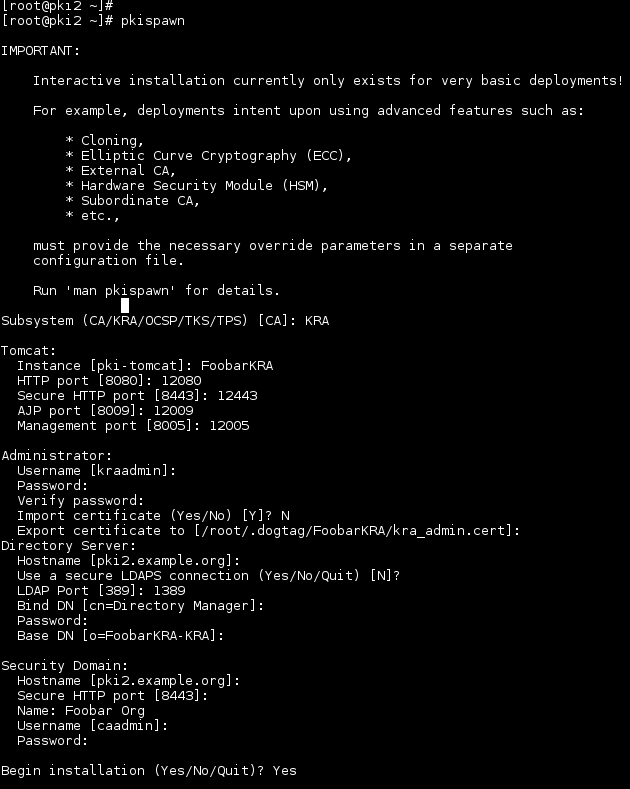 [root@pki2 ~]#
[root@pki2 ~]# pkispawn
IMPORTANT:
Interactive installation currently only exists for very basic deployments!
For example, deployments intent upon using advanced features such as:
* Cloning,
* Elliptic Curve Cryptography (ECC),
* External CA,
* Hardware Security Module (HSM),
* Subordinate CA,
* etc.,
must provide the necessary override parameters in a separate
configuration file.
Run 'man pkispawn' for details.
Subsystem (CA/KRA/OCSP/TKS/TPS) [CA]: KRA
Tomcat:
Instance [pki-tomcat]: FoobarKRA
HTTP port [8080]: 12080
Secure HTTP port [8443]: 12443
AJP port [8009]: 12009
Management port [8005]: 12005
Administrator:
Username [kraadmin]:
Password:
Verify password:
Import certificate (Yes/No) [Y]? N
Export certificate to [/root/.dogtag/FoobarKRA/kra_admin.cert]:
Directory Server:
Hostname [pki2.example.org]:
Use a secure LDAPS connection (Yes/No/Quit) [N]?
LDAP Port [389]: 1389
Bind DN [cn=Directory Manager]:
Password:
Base DN [o=FoobarKRA-KRA]:
Security Domain:
Hostname [pki2.example.org]:
Secure HTTP port [8443]:
Name: Foobar Org
Username [caadmin]:
Password:
Begin installation (Yes/No/Quit)? Yes